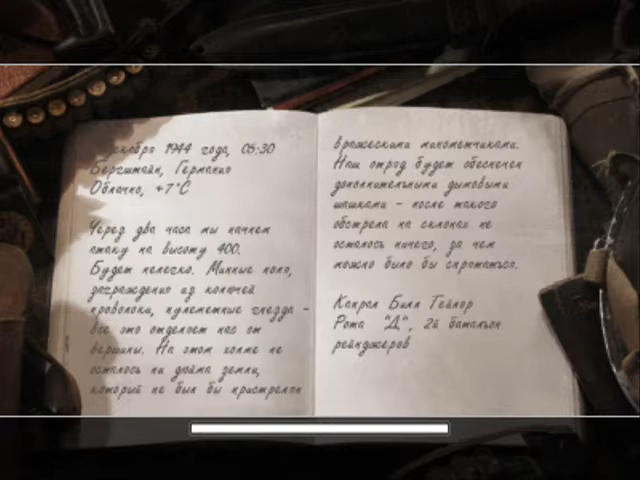 декабря 1944 года, 05:30
Бергштайн, Германия
Облачно, +7°C
Через два часа мы начнем
атаку на высоту 400.
Будет нелегко. Минные поля,
заграждения из колючей
проволоки, пулеметные гнезда -
все это отделяет нас от
вершины. На этом холме не
осталось ни дюйма земли,
который не был бы пристрелян
вражескими минометчиками.
Наш отряд будет обеспечен
дополнительными дымовыми
шашками - после такого
обстрела на склонах не
осталось ничего, за чем
можно было бы спрятаться.
Капрал Билл Тейлор
Рота "Д", 2й батальон
рейнджеров